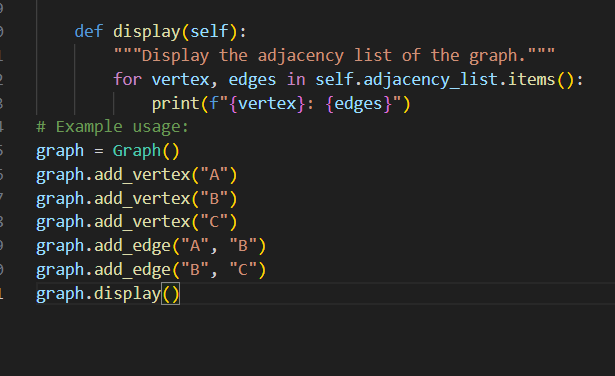 def display(self):
"""Display the adjacency list of the graph."""
for vertex, edges in self.adjacency_list.items():
print(f"{vertex}: {edges}")
# Example usage:
graph = Graph()
graph.add_vertex("A")
graph.add_vertex("B")
graph.add_vertex("C")
graph.add_edge("A", "B")
graph.add_edge("B", "C")
graph.display()